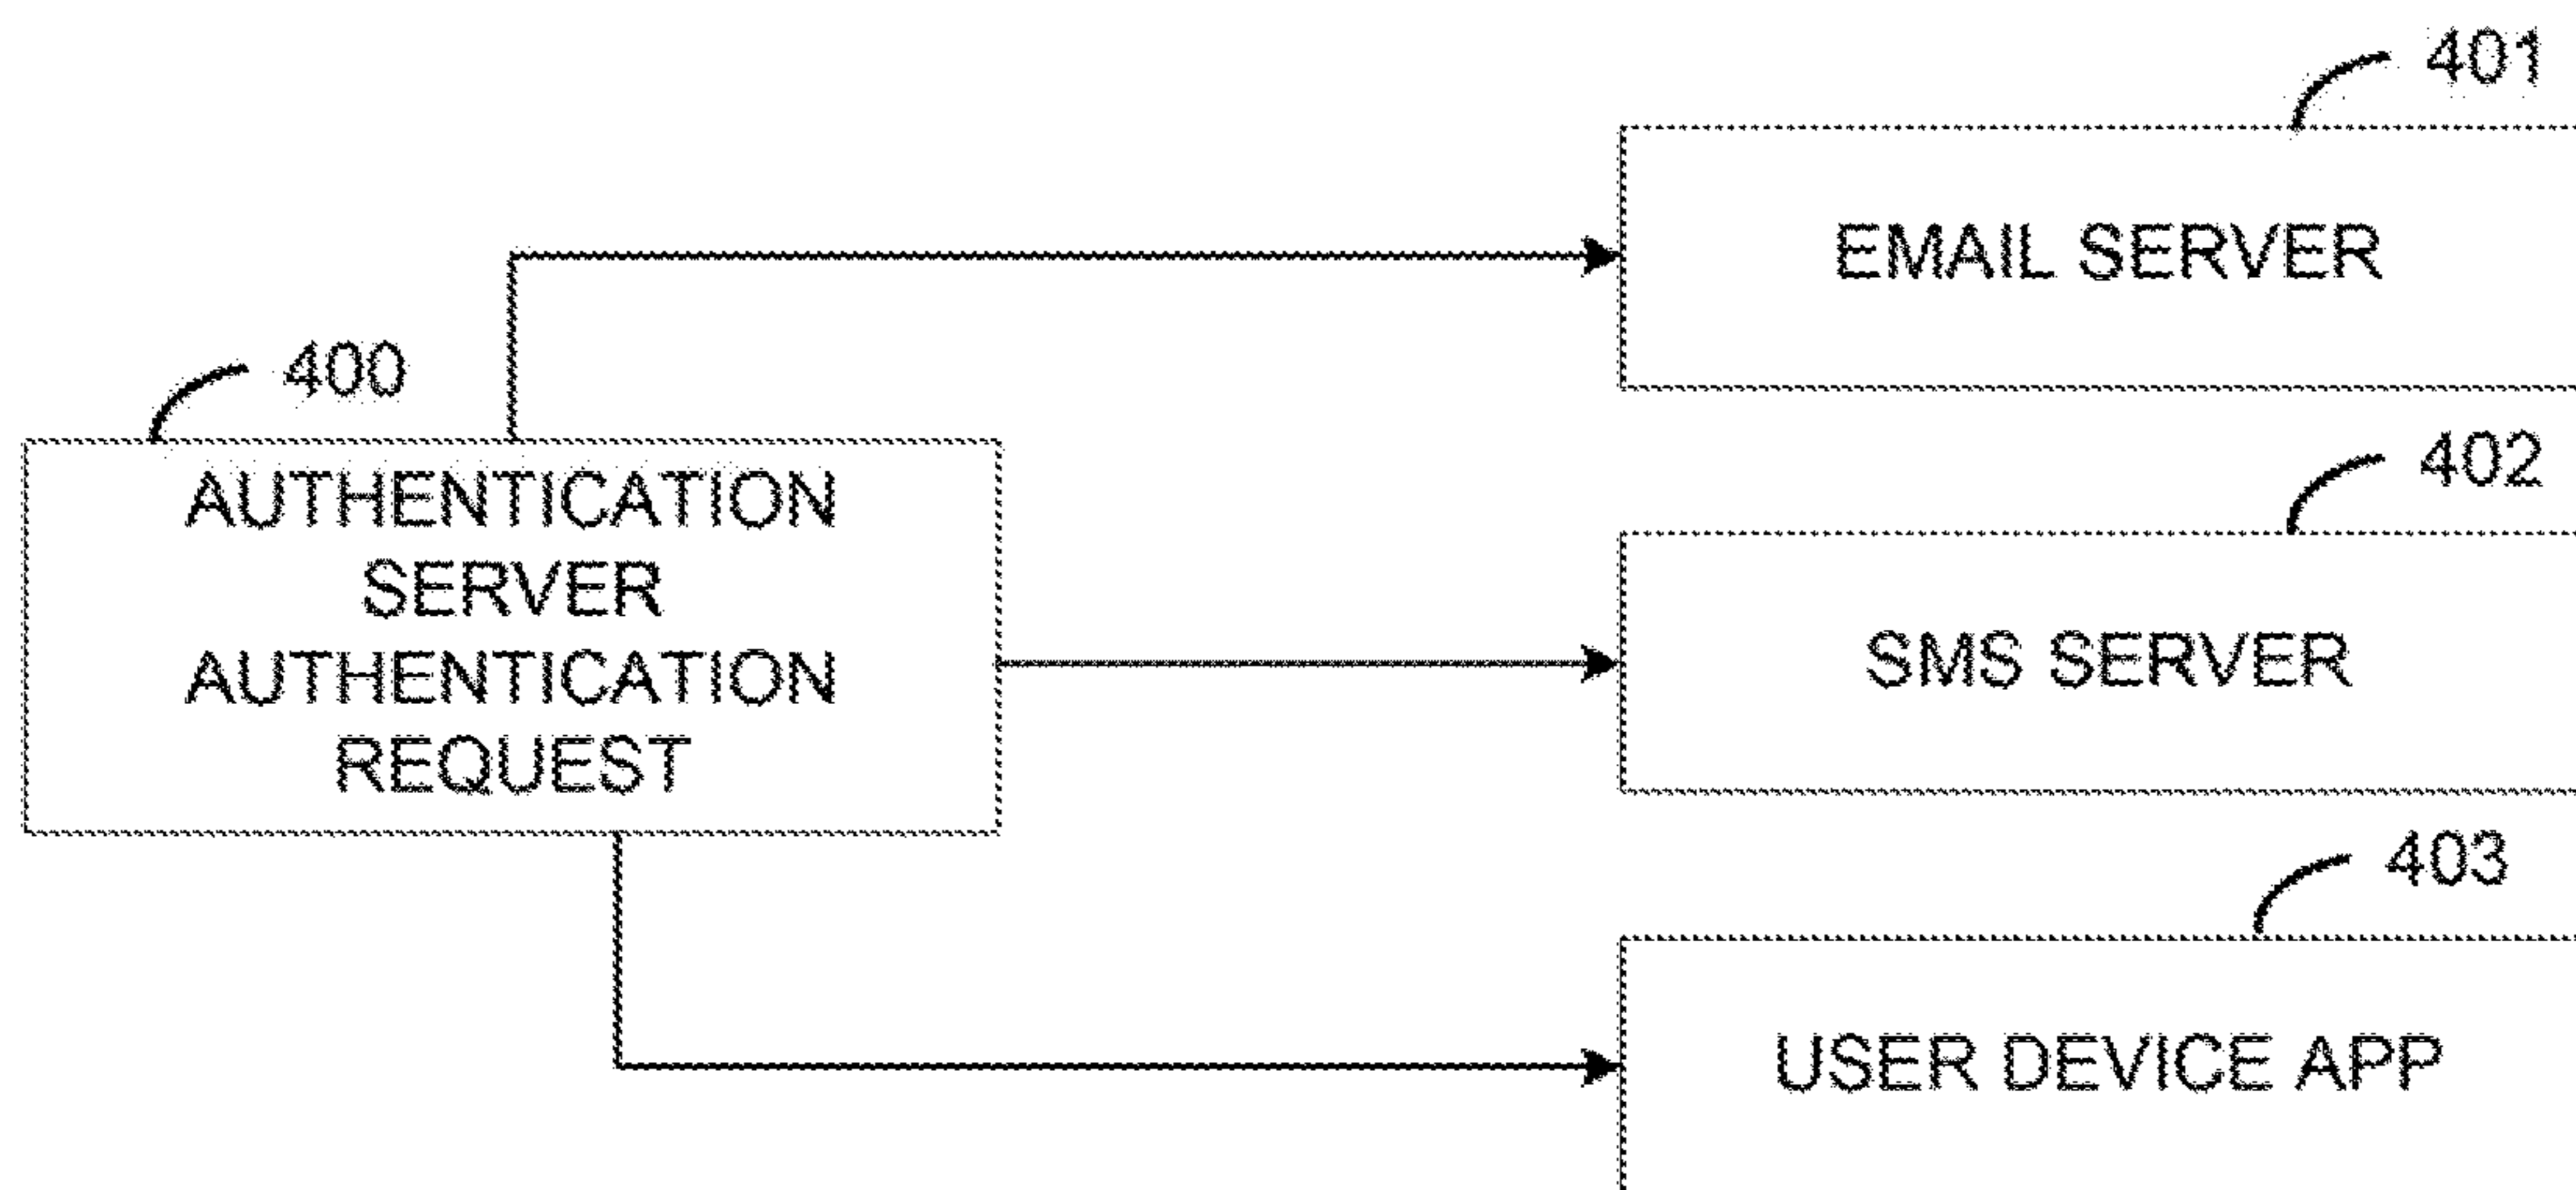 401
EMAIL SERVER
400
AUTHENTICATION
SERVER
AUTHENTICATION
REQUEST
402
SMS SERVER
403
USER DEVICE APP